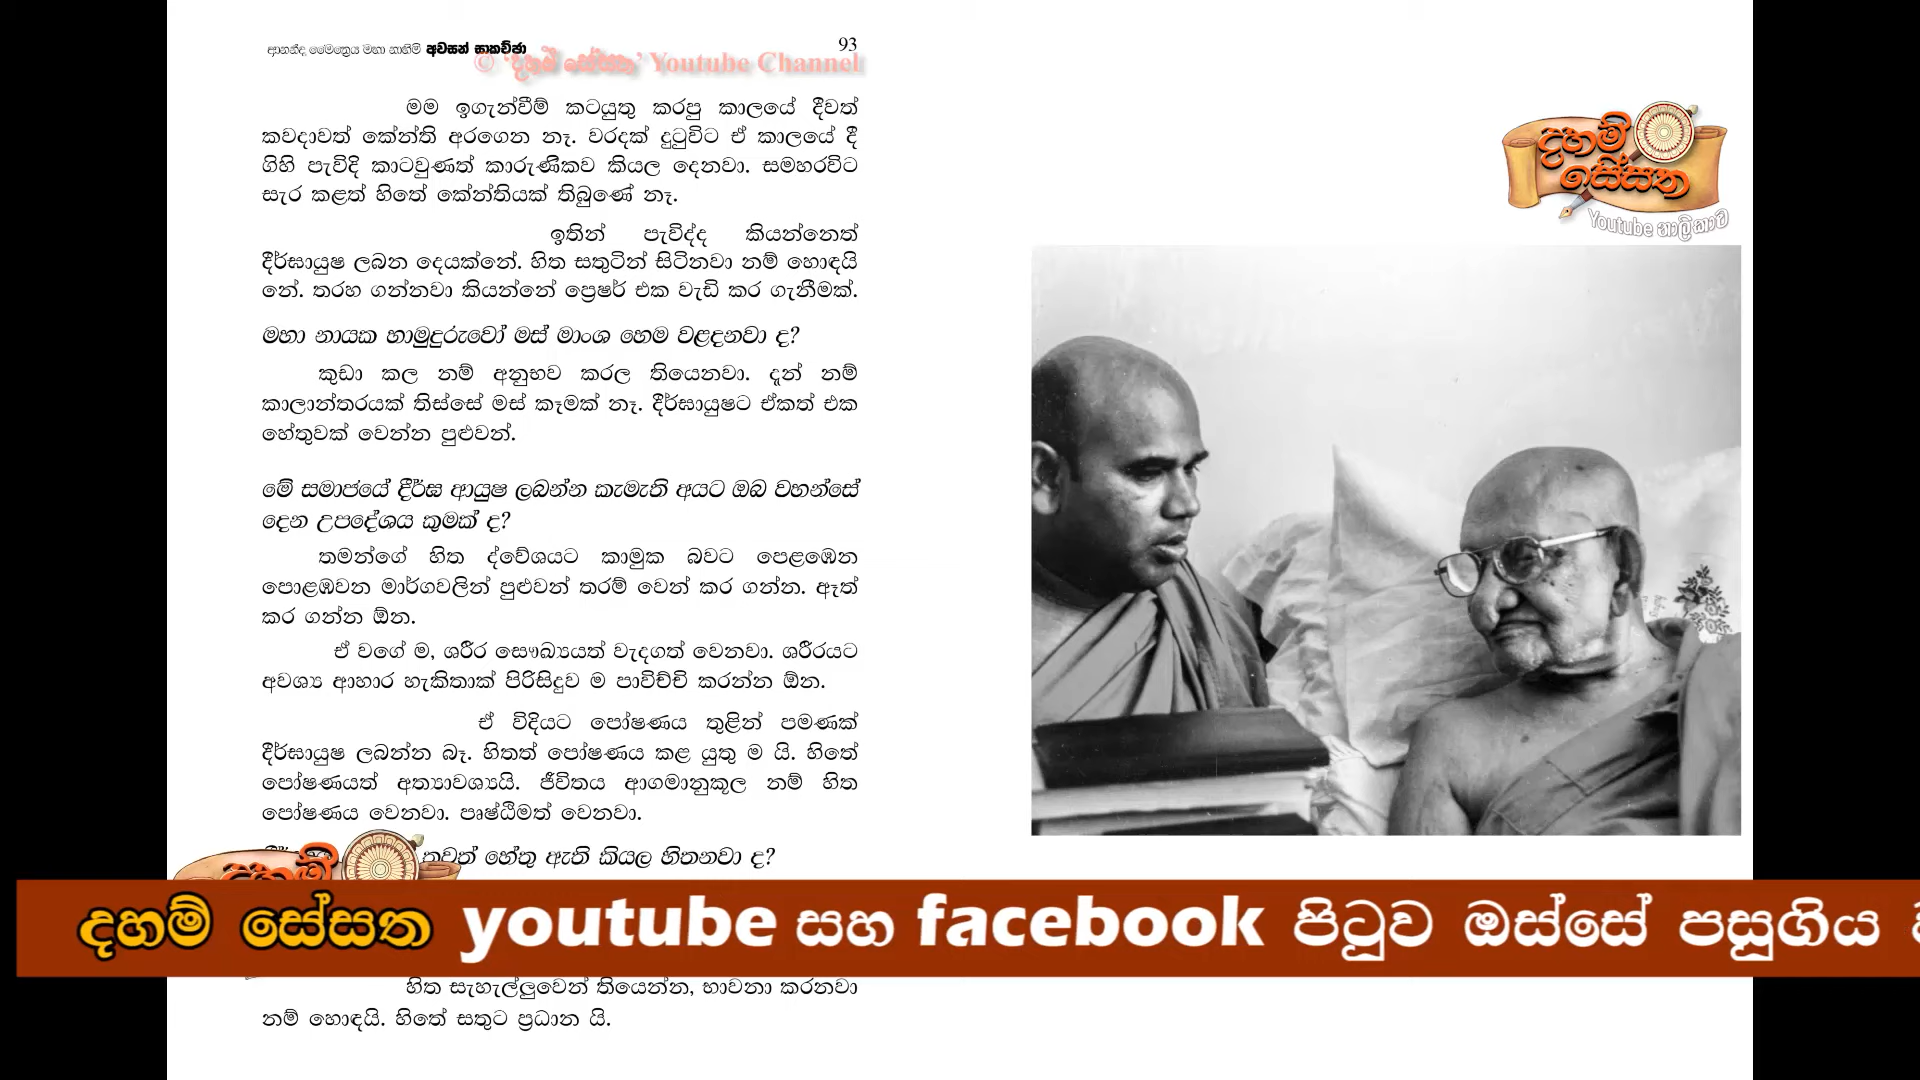 ආනන්ද මෛත්‍රෙය මහා නාහිමි අවසන් සාකච්ඡා
93
© 'දහම් සේසත' Youtube Channel
මම ඉගැන්වීම් කටයුතු කරපු කාලයේ දීවත්
කවදාවත් කේන්ති අරගෙන නෑ. වරදක් දුටුවිට ඒ කාලයේ දී
ගිහි පැවිදි කාටවුණත් කාරුණිකව කියල දෙනවා. සමහරවිට
සැර කළත් හිතේ කේන්තියක් තිබුණේ නෑ.
ඉතින් පැවිද්ද කියන්නෙත්
දීර්ඝායුෂ ලබන දෙයක්නේ. හිත සතුටින් සිටිනවා නම් හොඳයි
නේ. තරහ ගන්නවා කියන්නේ ප්‍රෙෂර් එක වැඩි කර ගැනීමක්.
මහා නායක හාමුදුරුවෝ මස් මාංශ හෙම වළඳනවා ද?
කුඩා කල නම් අනුභව කරල තියෙනවා. දැන් නම්
කාලාන්තරයක් තිස්සේ මස් කෑමක් නෑ. දීර්ඝායුෂට ඒකත් එක
හේතුවක් වෙන්න පුළුවන්.
මේ සමාජයේ දීර්ඝ ආයුෂ ලබන්න කැමැති අයට ඔබ වහන්සේ
දෙන උපදේශය කුමක් ද?
තමන්ගේ හිත ද්වේශයට කාමුක බවට පෙළඹෙන
පොළඹවන මාර්ගවලින් පුළුවන් තරම් වෙන් කර ගන්න. ඈත්
කර ගන්න ඕන.
ඒ වගේ ම, ශරීර සෞඛ්‍යයත් වැදගත් වෙනවා. ශරීරයට
අවශ්‍ය ආහාර හැකිතාක් පිරිසිදුව ම පාවිච්චි කරන්න ඕන.
ඒ විදියට පෝෂණය තුළින් පමණක්
දීර්ඝායුෂ ලබන්න බෑ. හිතත් පෝෂණය කළ යුතු ම යි. හිතේ
පෝෂණයත් අත්‍යාවශ්‍යයි. ජීවිතය ආගමානුකූල නම් හිත
පෝෂණය වෙනවා. පෘෂ්ඨිමත් වෙනවා.
තවත් හේතු ඇති කියල හිතනවා ද?
හිත සැහැල්ලුවෙන් තියෙන්න, භාවනා කරනවා
නම් හොඳයි. හිතේ සතුට ප්‍රධාන යි.
දහම්
සේසත
Youtube නාලිකාව
දහම්
දහම් සේසත youtube සහ facebook පිටුව ඔස්සේ පසුගිය